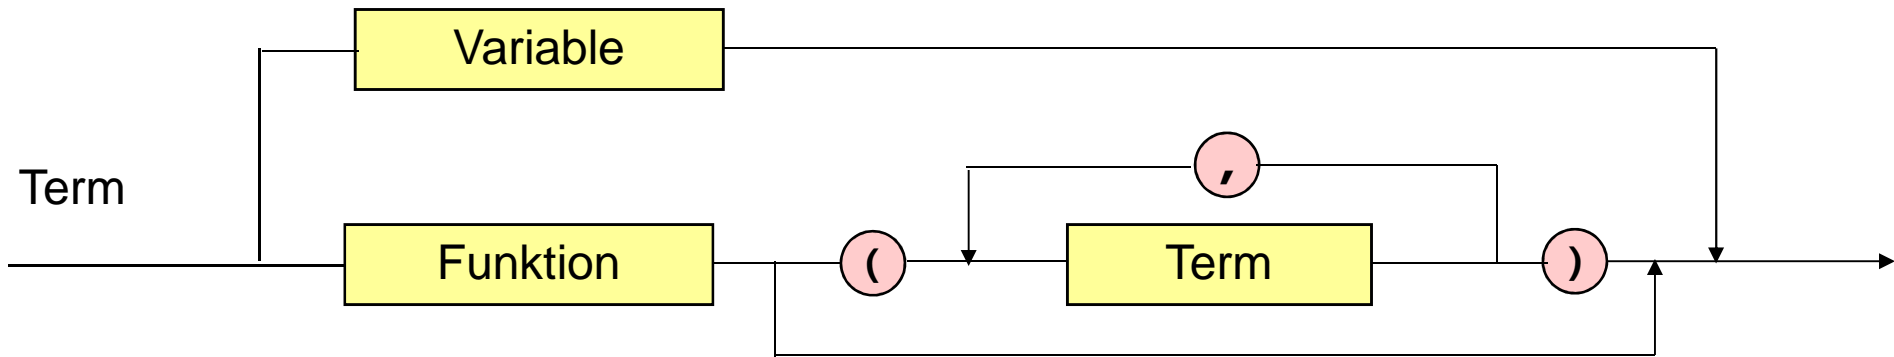 Variable
,
Term
Funktion
(
Term
)